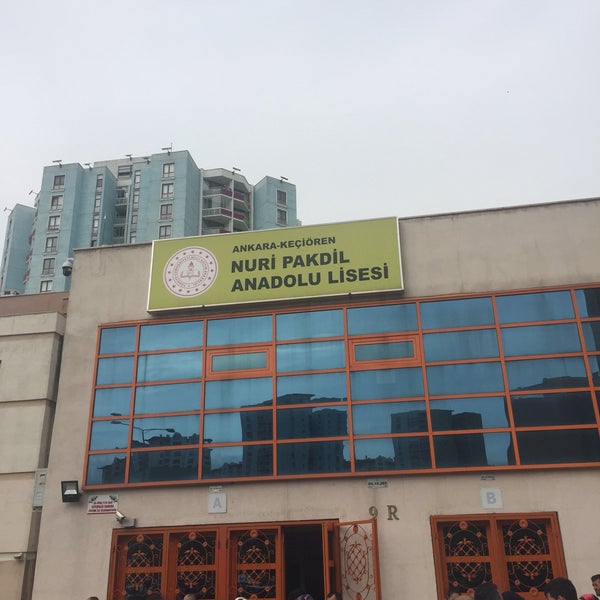 ANKARA-KEÇİÖREN
NURİ PAKDİL
ANADOLU LİSESİ
A
B
9 R